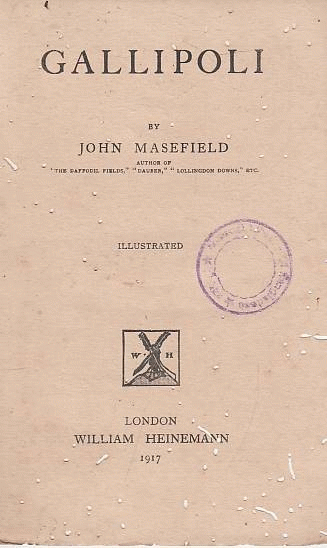 GALLIPOLI
BY
JOHN MASEFIELD
AUTHOR OF
"THE DAFFODIL FIELDS," "DAUBER," "LOLLINGDON DOWNS," ETC.
ILLUSTRATED
W · H
LONDON
WILLIAM HEINEMANN
1917